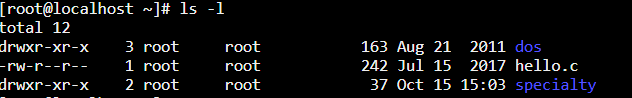 [root@localhost ~]# ls -l
total 12
drwxr-xr-x    3 root     root           163 Aug 21  2011 dos
-rw-r--r--    1 root     root           242 Jul 15  2017 hello.c
drwxr-xr-x    2 root     root            37 Oct 15 15:03 specialty